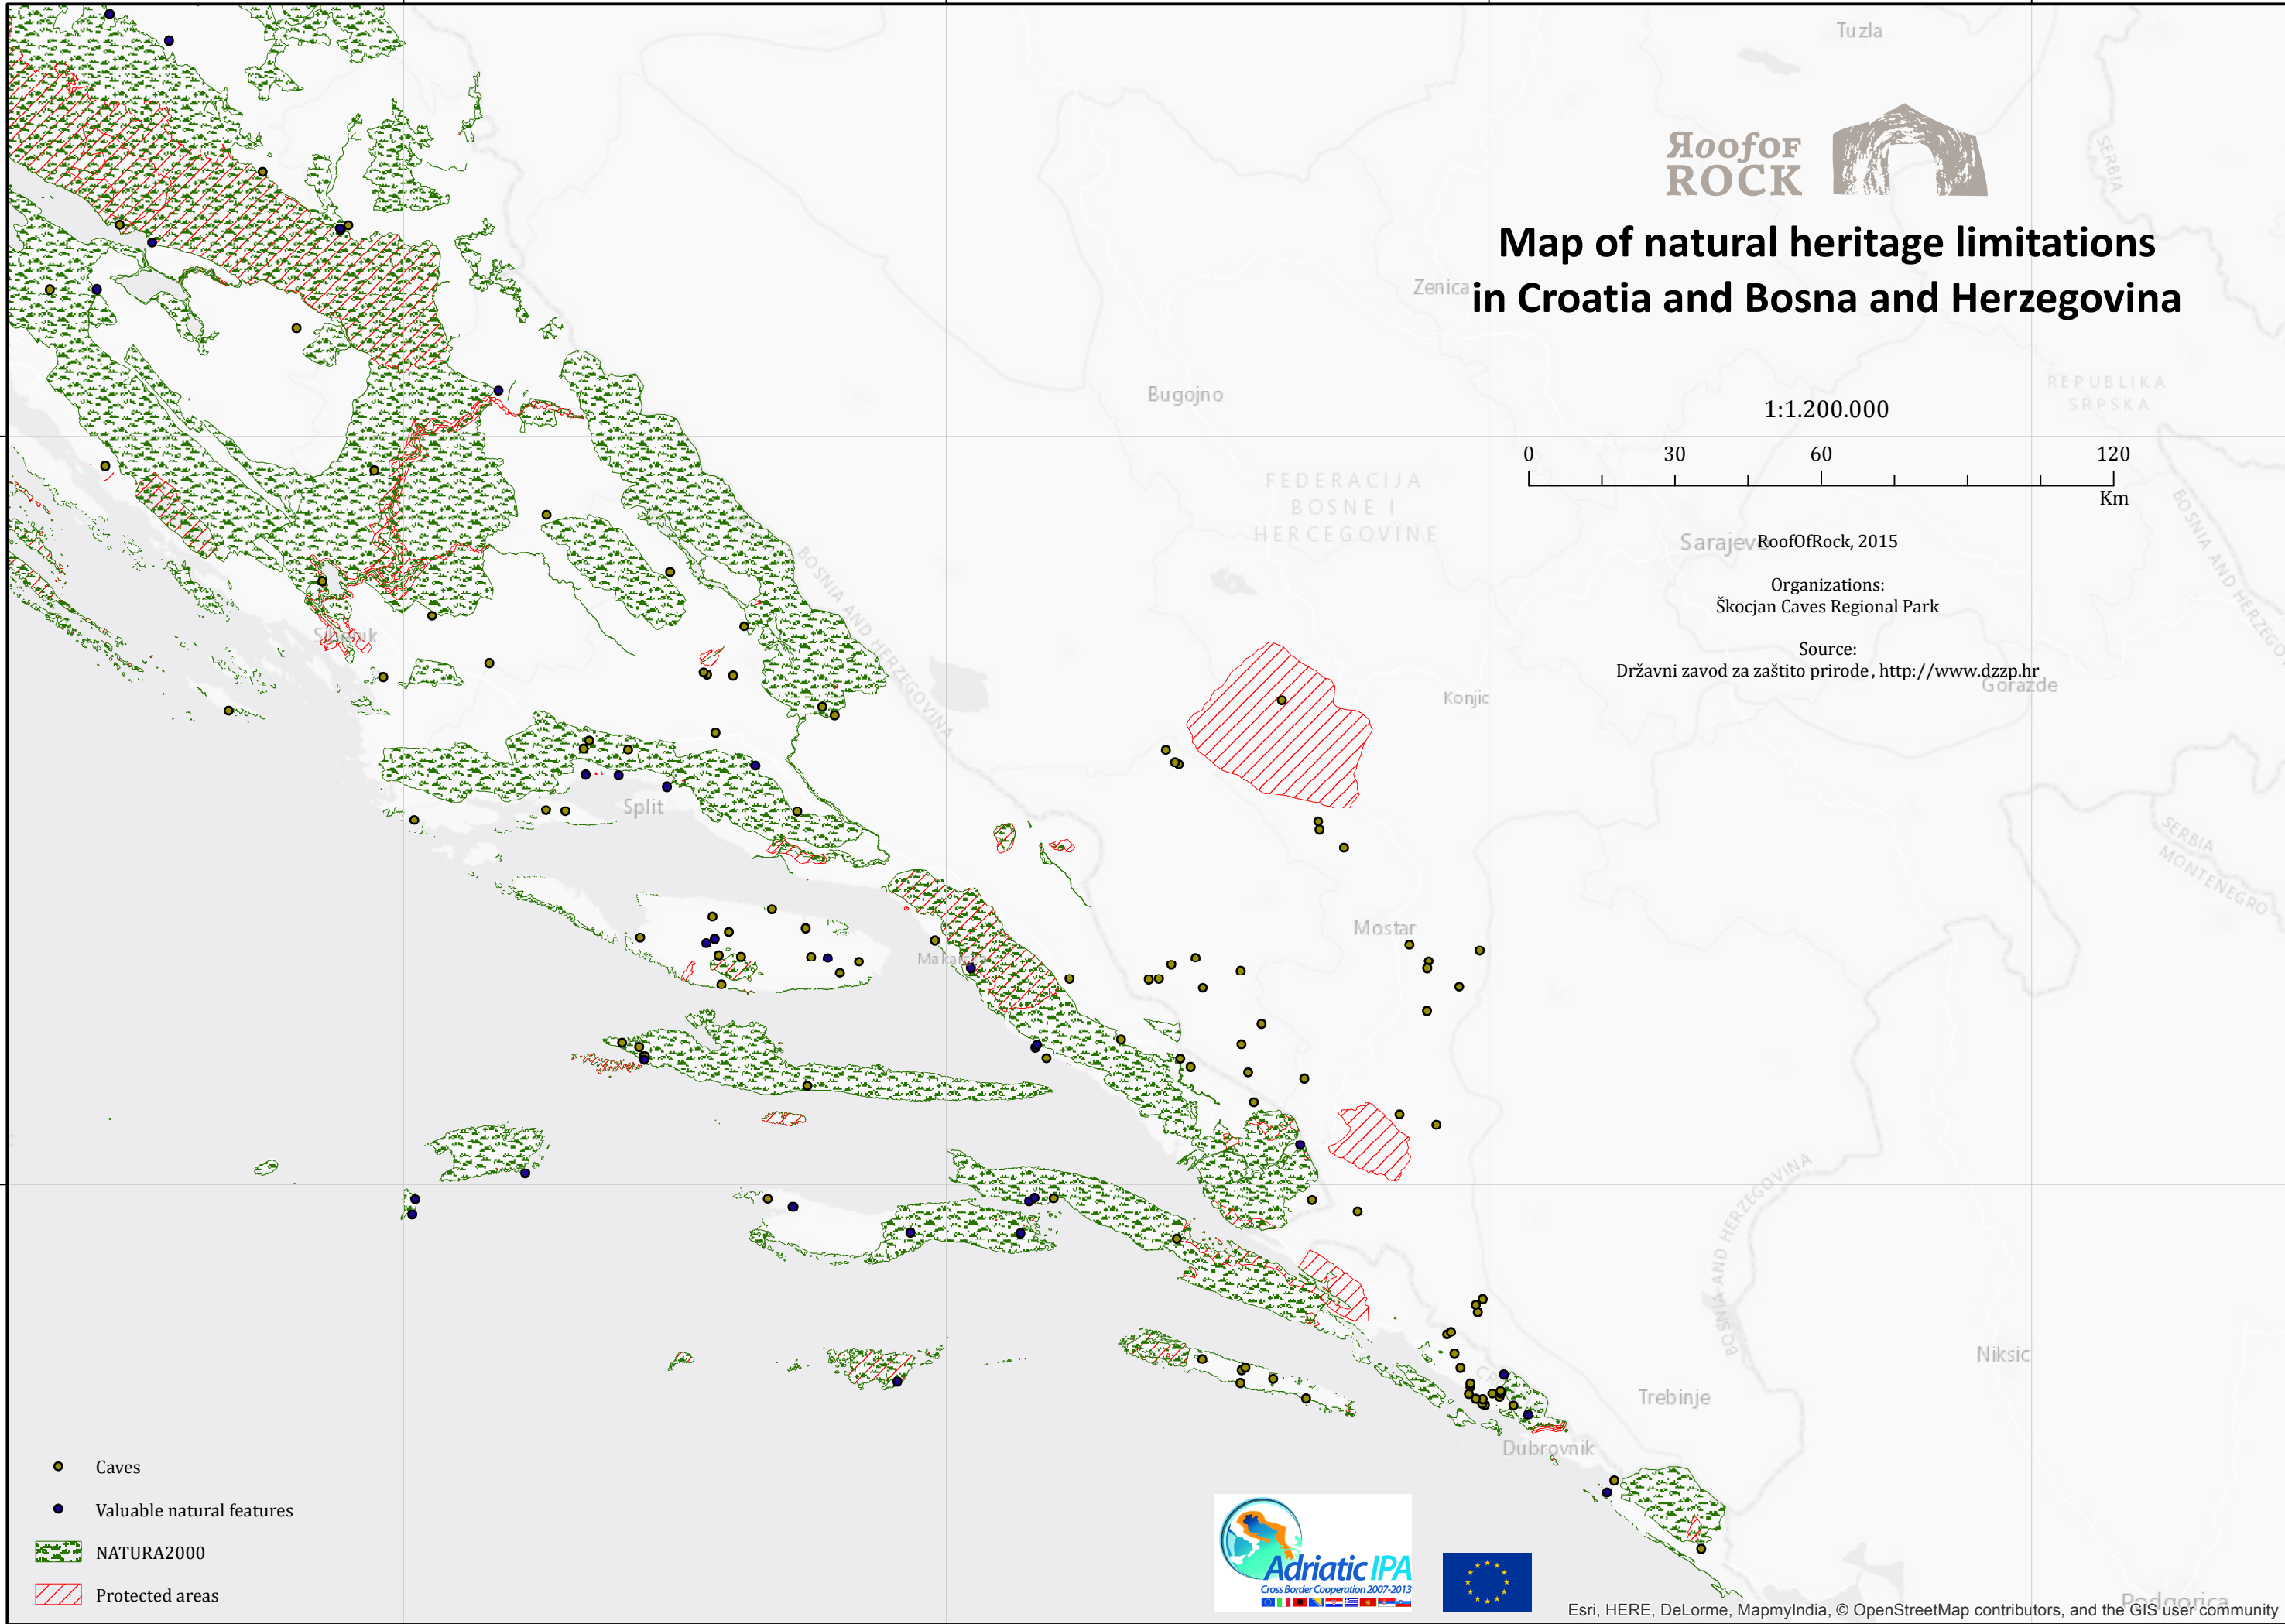 Tuzla
SERBIA
ЯoofOF
ROCK
Map of natural heritage limitations
in Croatia and Bosna and Herzegovina
Zenica
Bugojno
REPUBLIKA
SRPSKA
1:1.200.000
0 30 60 120
Km
FEDERACIJA
BOSNE I
HERCEGOVINE
BOSNIA AND HERZEGO
Sarajevo
RoofOfRock, 2015
Organizations:
Škocjan Caves Regional Park
Source:
Državni zavod za zaštito prirode, http://www.dzzp.hr
BOSNIA AND HERZEGOVINA
Šibenik
Gorazde
Konjic
Split
SERBIA
MONTENEGRO
Mostar
Makarska
BOSNIA AND HERZEGOVINA
Niksic
Trebinje
Dubrovnik
Caves
Valuable natural features
NATURA2000
Protected areas
Adriatic IPA
Cross Border Cooperation 2007-2013
Podgorica
Esri, HERE, DeLorme, MapmyIndia, © OpenStreetMap contributors, and the GIS user community